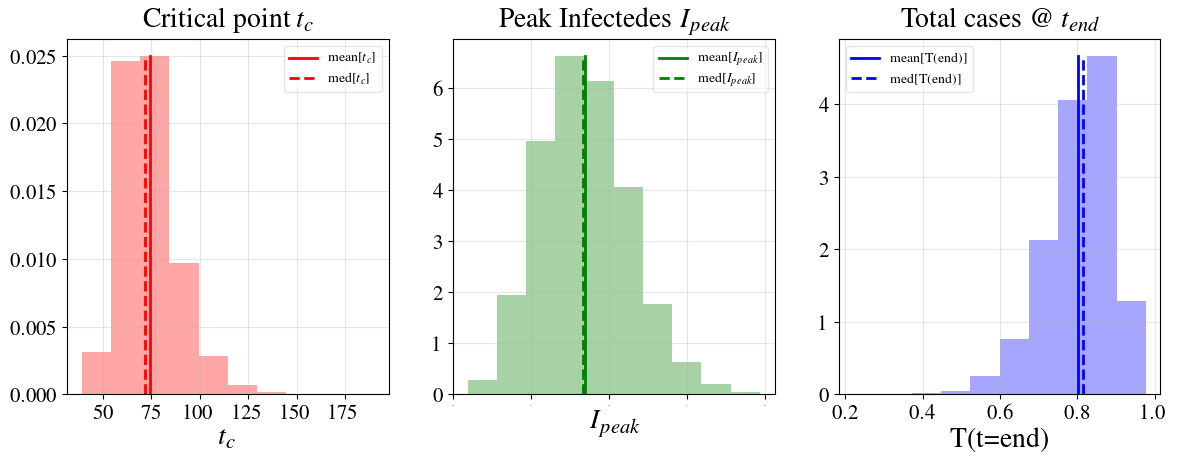 Critical point t_c
mean[t_c]
med[t_c]
0.025
0.020
0.015
0.010
0.005
0.000
50 75 100 125 150 175
t_c
Peak Infectedes I_peak
mean[I_peak]
med[I_peak]
6
5
4
3
2
1
0
I_peak
Total cases @ t_end
mean[T(end)]
med[T(end)]
4
3
2
1
0
0.2 0.4 0.6 0.8 1.0
T(t=end)